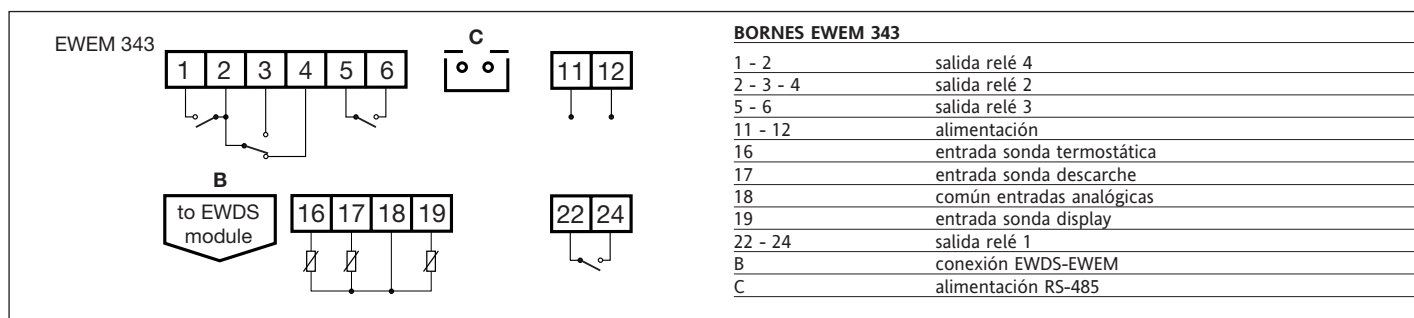 EWEM 343
1 2 3 4 5 6
C
11 12
B
to EWDS
module
16 17 18 19
22 24
BORNES EWEM 343
1 - 2 salida relé 4
2 - 3 - 4 salida relé 2
5 - 6 salida relé 3
11 - 12 alimentación
16 entrada sonda termostática
17 entrada sonda descarche
18 común entradas analógicas
19 entrada sonda display
22 - 24 salida relé 1
B conexión EWDS-EWEM
C alimentación RS-485